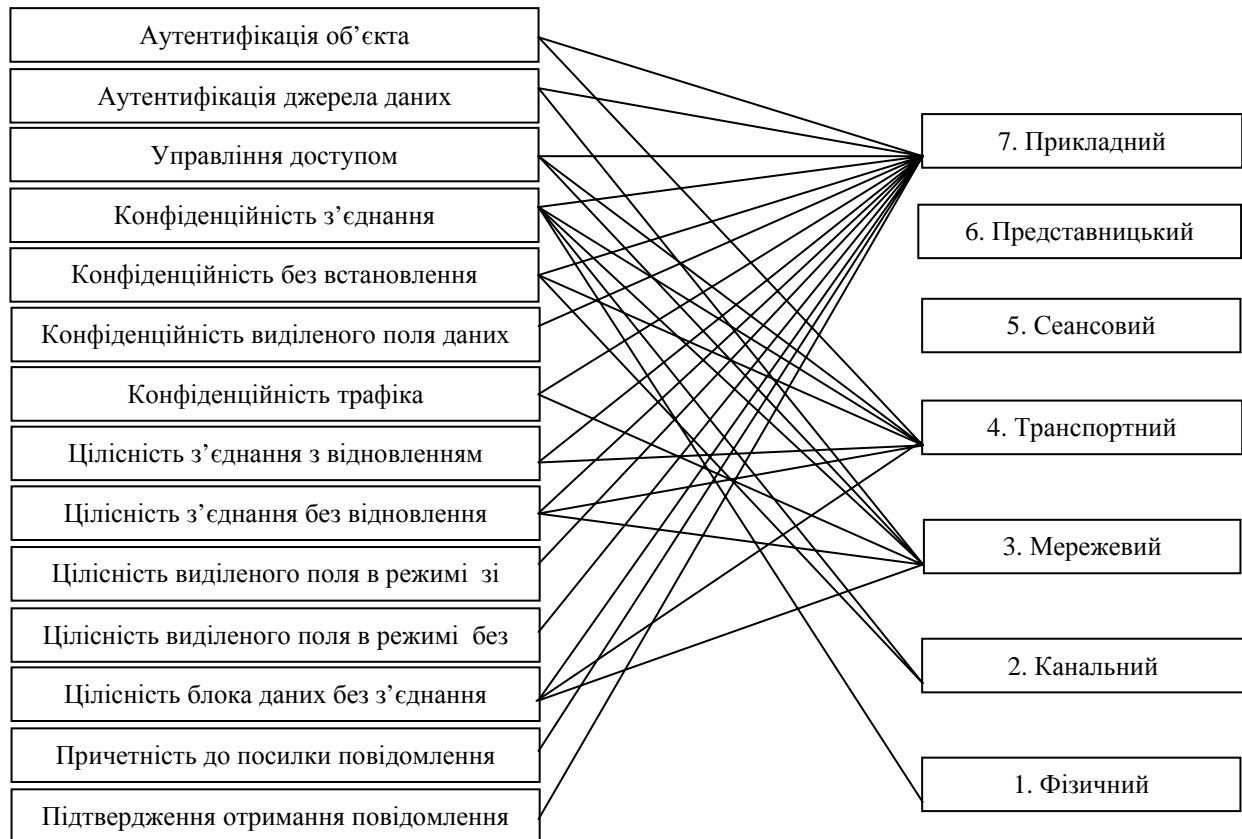 Аутентифікація об’єкта
Аутентифікація джерела даних
Управління доступом
Конфіденційність з’єднання
Конфіденційність без встановлення
Конфіденційність виділеного поля даних
Конфіденційність трафіка
Цілісність з’єднання з відновленням
Цілісність з’єднання без відновлення
Цілісність виділеного поля в режимі зі
Цілісність виділеного поля в режимі без
Цілісність блока даних без з’єднання
Причетність до посилки повідомлення
Підтвердження отримання повідомлення
7. Прикладний
6. Представницький
5. Сеансовий
4. Транспортний
3. Мережевий
2. Канальний
1. Фізичний